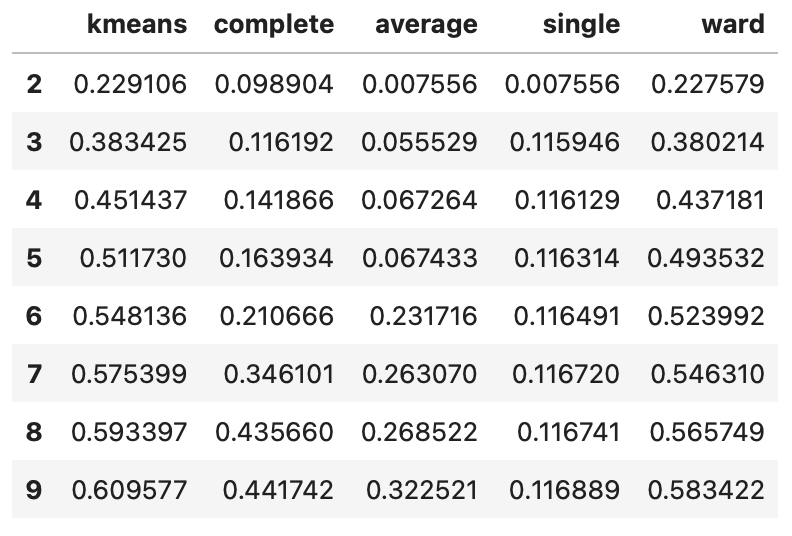 kmeans complete average single ward
2 0.229106 0.098904 0.007556 0.007556 0.227579
3 0.383425 0.116192 0.055529 0.115946 0.380214
4 0.451437 0.141866 0.067264 0.116129 0.437181
5 0.511730 0.163934 0.067433 0.116314 0.493532
6 0.548136 0.210666 0.231716 0.116491 0.523992
7 0.575399 0.346101 0.263070 0.116720 0.546310
8 0.593397 0.435660 0.268522 0.116741 0.565749
9 0.609577 0.441742 0.322521 0.116889 0.583422